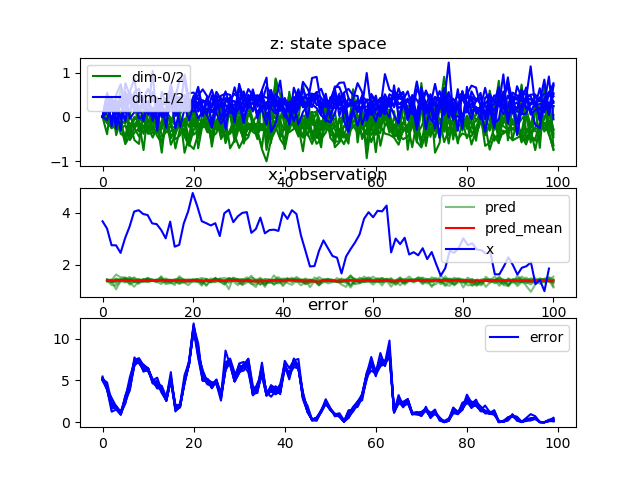 z: state space
1
0
−1
dim-0/2
dim-1/2
0 20 40 60 80 100
x: observation
4
2
pred
pred_mean
x
0 20 40 60 80 100
error
10
5
0
error
0 20 40 60 80 100